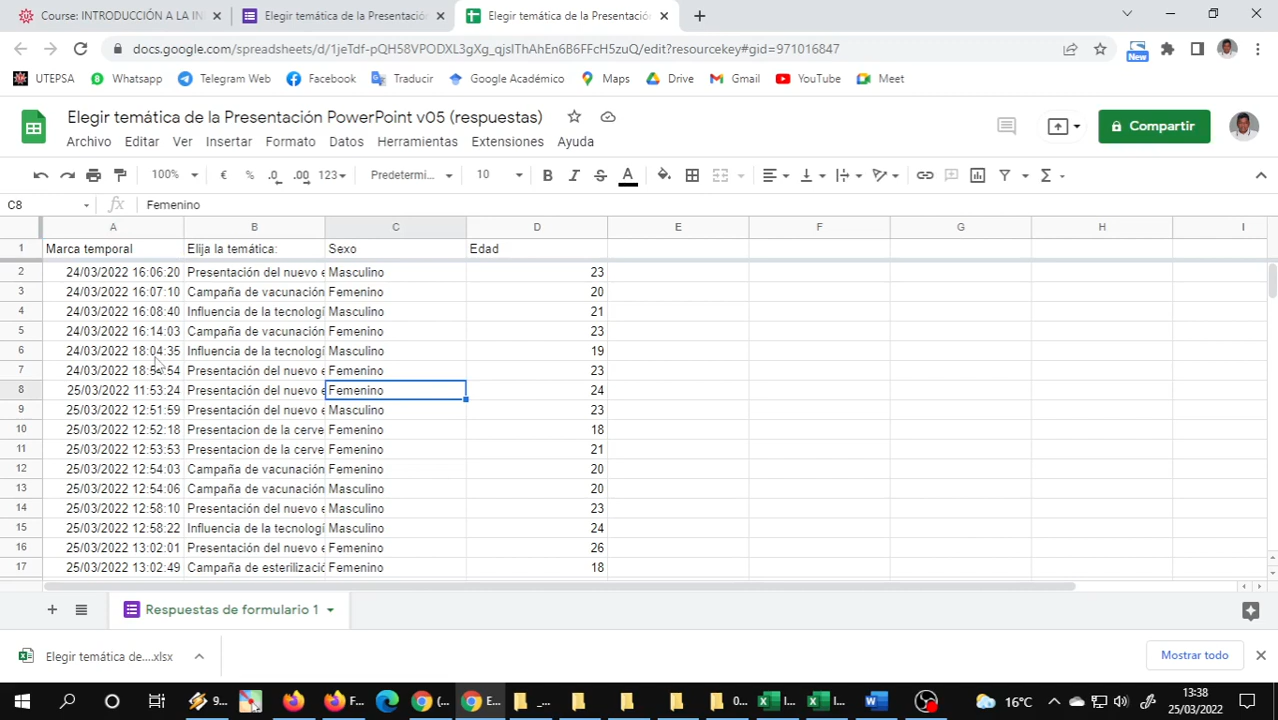 Course: INTRODUCCIÓN A LA IN
Elegir temática de la Presentació
Elegir temática de la Presentació
docs.google.com/spreadsheets/d/1jeTdf-pQH58VPODXL3gXg_qjsIThAhEn6B6FFcH5zuQ/edit?resourcekey#gid=971016847
New
UTEPSA Whatsapp Telegram Web Facebook Traducir Google Académico Maps Drive Gmail YouTube Meet
Elegir temática de la Presentación PowerPoint v05 (respuestas)
Compartir
Archivo Editar Ver Insertar Formato Datos Herramientas Extensiones Ayuda
100% € % .0 .00 123 Predetermi... 10 B I S A Σ
C8 fx Femenino
A B C D E F G H I
1 Marca temporal Elija la temática: Sexo Edad
2 24/03/2022 16:06:20 Presentación del nuevo e Masculino 23
3 24/03/2022 16:07:10 Campaña de vacunación Femenino 20
4 24/03/2022 16:08:40 Influencia de la tecnologí Masculino 21
5 24/03/2022 16:14:03 Campaña de vacunación Femenino 23
6 24/03/2022 18:04:35 Influencia de la tecnologí Masculino 19
7 24/03/2022 18:54:54 Presentación del nuevo e Femenino 23
8 25/03/2022 11:53:24 Presentación del nuevo e Femenino 24
9 25/03/2022 12:51:59 Presentación del nuevo e Masculino 23
10 25/03/2022 12:52:18 Presentacion de la cerve Femenino 18
11 25/03/2022 12:53:53 Presentacion de la cerve Femenino 21
12 25/03/2022 12:54:03 Campaña de vacunación Femenino 20
13 25/03/2022 12:54:06 Campaña de vacunación Masculino 20
14 25/03/2022 12:58:10 Presentación del nuevo e Masculino 23
15 25/03/2022 12:58:22 Influencia de la tecnologí Masculino 24
16 25/03/2022 13:02:01 Presentación del nuevo e Femenino 26
17 25/03/2022 13:02:49 Campaña de esterilizació Femenino 18
Respuestas de formulario 1
Elegir temática de....xlsx
Mostrar todo
9... F... (... E... _... 0... I... I... 16°C 13:38
25/03/2022